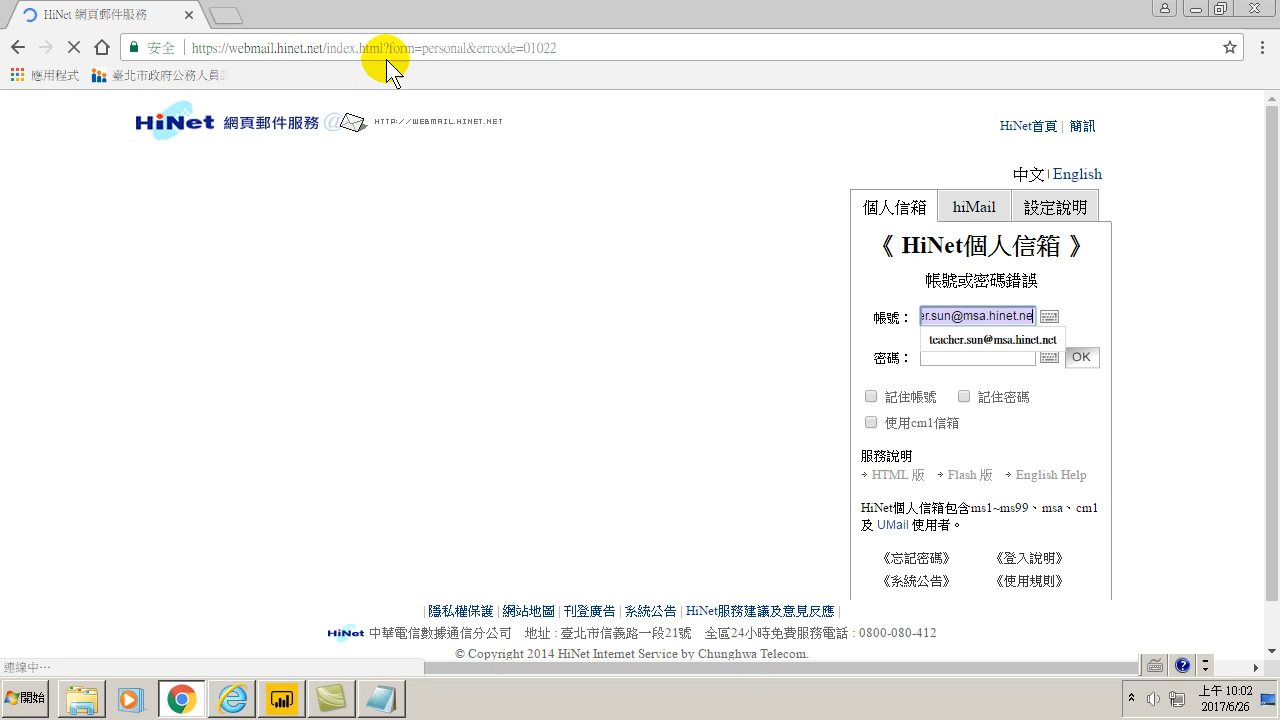 HiNet 網頁郵件服務
安全 https://webmail.hinet.net/index.html?form=personal&errcode=01022
應用程式 臺北市政府公務人員
HiNet 網頁郵件服務 @ HTTP://WEBMAIL.HINET.NET
HiNet首頁 | 簡訊
中文 | English
個人信箱 hiMail 設定說明
《 HiNet個人信箱 》
帳號或密碼錯誤
帳號： er.sun@msa.hinet.ne
teacher.sun@msa.hinet.net
密碼： OK
記住帳號 記住密碼
使用cm1信箱
服務說明
HTML 版 Flash 版 English Help
HiNet個人信箱包含ms1~ms99、msa、cm1
及 UMail 使用者。
《忘記密碼》 《登入說明》
《系統公告》 《使用規則》
| 隱私權保護 | 網站地圖 | 刊登廣告 | 系統公告 | HiNet服務建議及意見反應 |
HiNet 中華電信數據通信分公司 地址 : 臺北市信義路一段21號 全區24小時免費服務電話 : 0800-080-412
© Copyright 2014 HiNet Internet Service by Chunghwa Telecom.
連線中…
開始
上午 10:02
2017/6/26